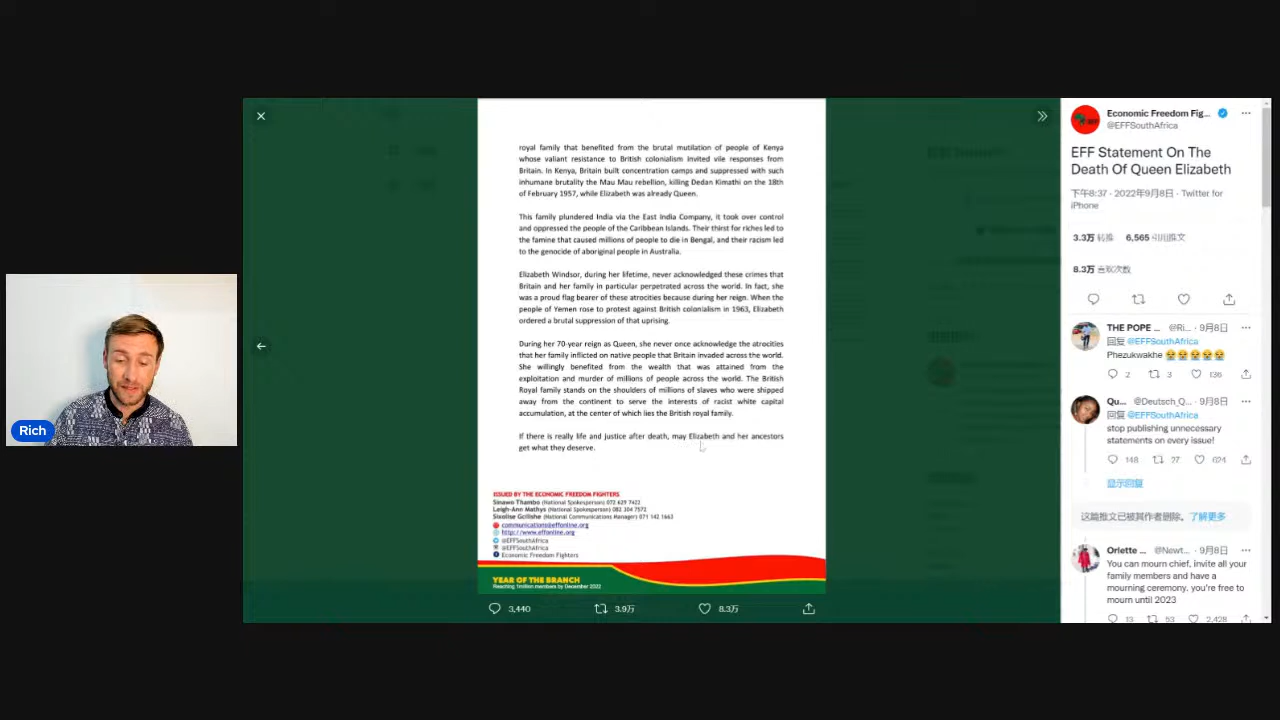 royal family that benefited from the brutal mutilation of people of Kenya
whose valiant resistance to British colonialism invited vile responses from
Britain. In Kenya, Britain built concentration camps and suppressed with such
inhumane brutality the Mau Mau rebellion, killing Dedan Kimathi on the 18th
of February 1957, while Elizabeth was already Queen.
This family plundered India via the East India Company, it took over control
and oppressed the people of the Caribbean Islands. Their thirst for riches led to
the famine that caused millions of people to die in Bengal, and their racism led
to the genocide of aboriginal people in Australia.
Elizabeth Windsor, during her lifetime, never acknowledged these crimes that
Britain and her family in particular perpetrated across the world. In fact, she
was a proud flag bearer of these atrocities because during her reign. When the
people of Yemen rose to protest against British colonialism in 1963, Elizabeth
ordered a brutal suppression of that uprising.
During her 70-year reign as Queen, she never once acknowledge the atrocities
that her family inflicted on native people that Britain invaded across the world.
She willingly benefited from the wealth that was attained from the
exploitation and murder of millions of people across the world. The British
Royal family stands on the shoulders of millions of slaves who were shipped
away from the continent to serve the interests of racist white capital
accumulation, at the center of which lies the British royal family.
If there is really life and justice after death, may Elizabeth and her ancestors
get what they deserve.
ISSUED BY THE ECONOMIC FREEDOM FIGHTERS
Sinawo Thambo (National Spokesperson) 072 629 7422
Leigh-Ann Mathys (National Spokesperson) 082 304 7572
Sixolise Gcilishe (National Communications Manager) 071 142 1663
communications@effonline.org
http://www.effonline.org
@EFFSouthAfrica
@EFFSouthAfrica
Economic Freedom Fighters
YEAR OF THE BRANCH
Reaching 1million members by December 2022
3,440
3.9万
8.3万
Rich
Economic Freedom Fig...
@EFFSouthAfrica
EFF Statement On The
Death Of Queen Elizabeth
下午8:37 · 2022年9月8日 · Twitter for
iPhone
3.3万 转推 6,565 引用推文
8.3万 喜欢次数
THE POPE ... @Ri... · 9月8日
回复 @EFFSouthAfrica
Phezukwakhe 😭😭😭😭😭
2 3 136
Qu... @Deutsch_Q... · 9月8日
回复 @EFFSouthAfrica
stop publishing unnecessary
statements on every issue!
148 27 624
显示回复
这篇推文已被其作者删除。了解更多
Orlette ... @Newt... · 9月8日
You can mourn chief, invite all your
family members and have a
mourning ceremony, you're free to
mourn until 2023
13 53 2,428